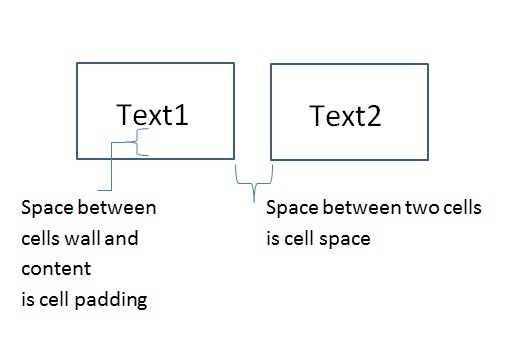 Text1
Text2
Space between
cells wall and
content
is cell padding
Space between two cells
is cell space